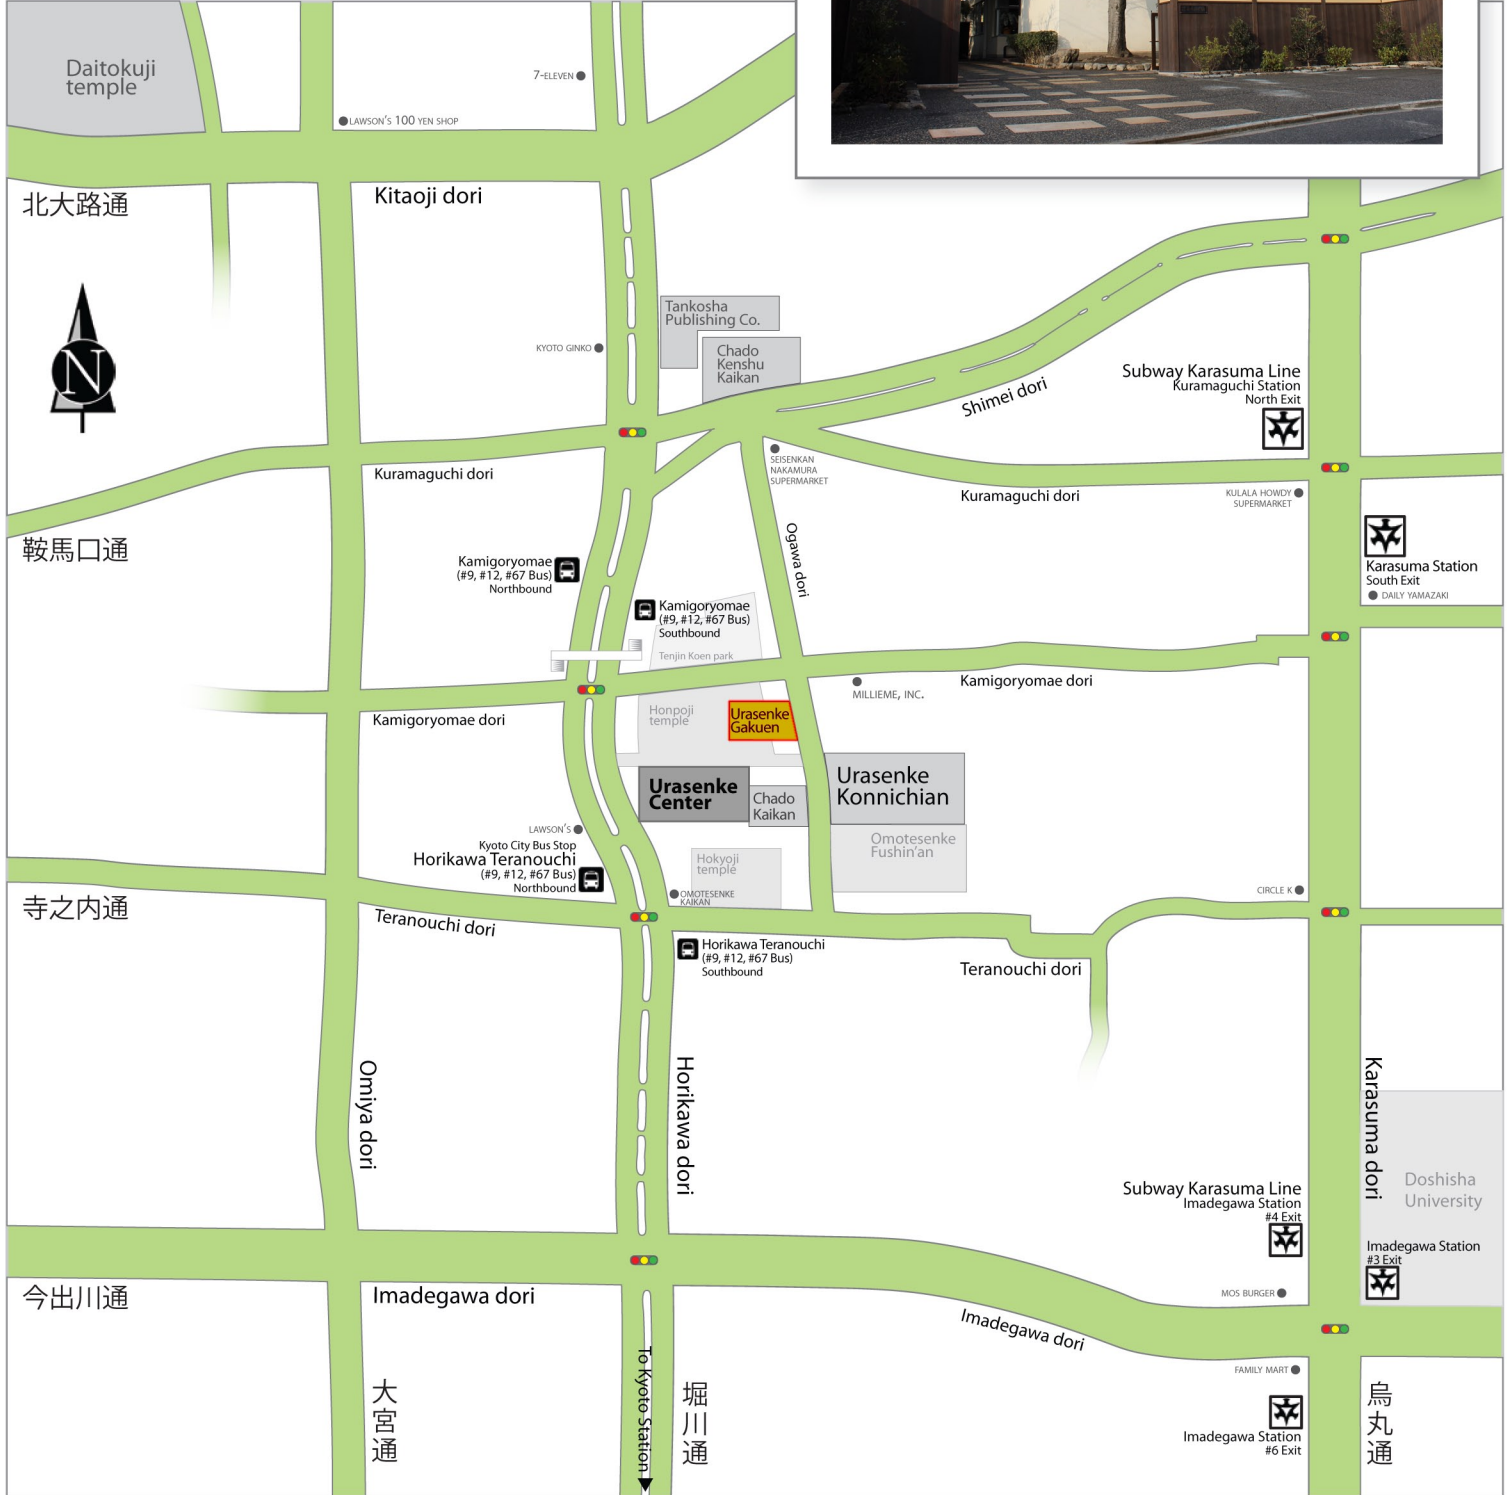 Daitokuji
temple
7-ELEVEN
LAWSON'S 100 YEN SHOP
北大路通
Kitaoji dori
N
Tankosha
Publishing Co.
KYOTO GINKO
Chado
Kenshu
Kaikan
Shimei dori
Subway Karasuma Line
Kuramaguchi Station
North Exit
Kuramaguchi dori
SEISENKAN
NAKAMURA
SUPERMARKET
Kuramaguchi dori
KULALA HOWDY
SUPERMARKET
鞍馬口通
Ogawa dori
Kamigoryomae
(#9, #12, #67 Bus)
Northbound
Karasuma Station
South Exit
DAILY YAMAZAKI
Kamigoryomae
(#9, #12, #67 Bus)
Southbound
Tenjin Koen park
Kamigoryomae dori
MILLIEME, INC.
Kamigoryomae dori
Honpoji
temple
Urasenke
Gakuen
Urasenke
Center
Chado
Kaikan
Urasenke
Konnichian
LAWSON'S
Kyoto City Bus Stop
Horikawa Teranouchi
(#9, #12, #67 Bus)
Northbound
Hokyoji
temple
Omotesenke
Fushin'an
OMOTESENKE
KAIKAN
CIRCLE K
寺之内通
Teranouchi dori
Horikawa Teranouchi
(#9, #12, #67 Bus)
Southbound
Teranouchi dori
Omiya dori
Horikawa dori
Karasuma dori
Subway Karasuma Line
Imadegawa Station
#4 Exit
Doshisha
University
Imadegawa Station
#3 Exit
今出川通
Imadegawa dori
MOS BURGER
Imadegawa dori
To Kyoto Station
FAMILY MART
大宮通
堀川通
Imadegawa Station
#6 Exit
烏丸通